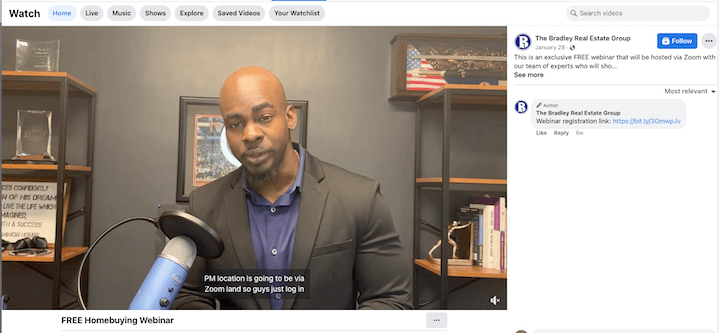 Watch
Home
Live
Music
Shows
Explore
Saved Videos
Your Watchlist
Search videos
CES CONFIDENTLY
ON OF HIS DREAM
LIVE THE LIFE WHICH
MAGINED,
ITH A SUCCESS
PM location is going to be via
Zoom land so guys just log in
FREE Homebuying Webinar
The Bradley Real Estate Group
January 28 ·
Follow
This is an exclusive FREE webinar that will be hosted via Zoom with
our team of experts who will sho...
See more
Most relevant
B
Author
The Bradley Real Estate Group
Webinar registration link: https://bit.ly/3GmwpJv
Like Reply 6w